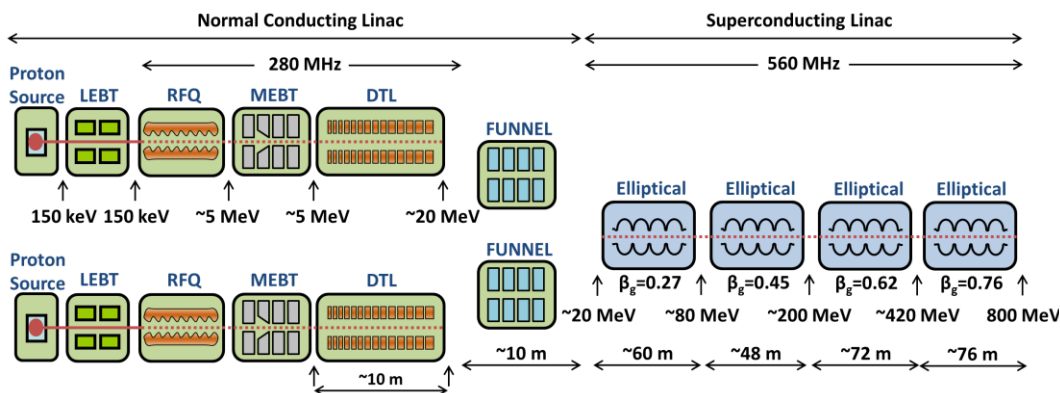 Normal Conducting Linac
Superconducting Linac
280 MHz
560 MHz
Proton
Source
LEBT
RFQ
MEBT
DTL
FUNNEL
150 keV
150 keV
~5 MeV
~5 MeV
~20 MeV
Elliptical
Elliptical
Elliptical
Elliptical
βg=0.27
βg=0.45
βg=0.62
βg=0.76
~20 MeV
~80 MeV
~200 MeV
~420 MeV
800 MeV
Proton
Source
LEBT
RFQ
MEBT
DTL
FUNNEL
~10 m
~10 m
~60 m
~48 m
~72 m
~76 m